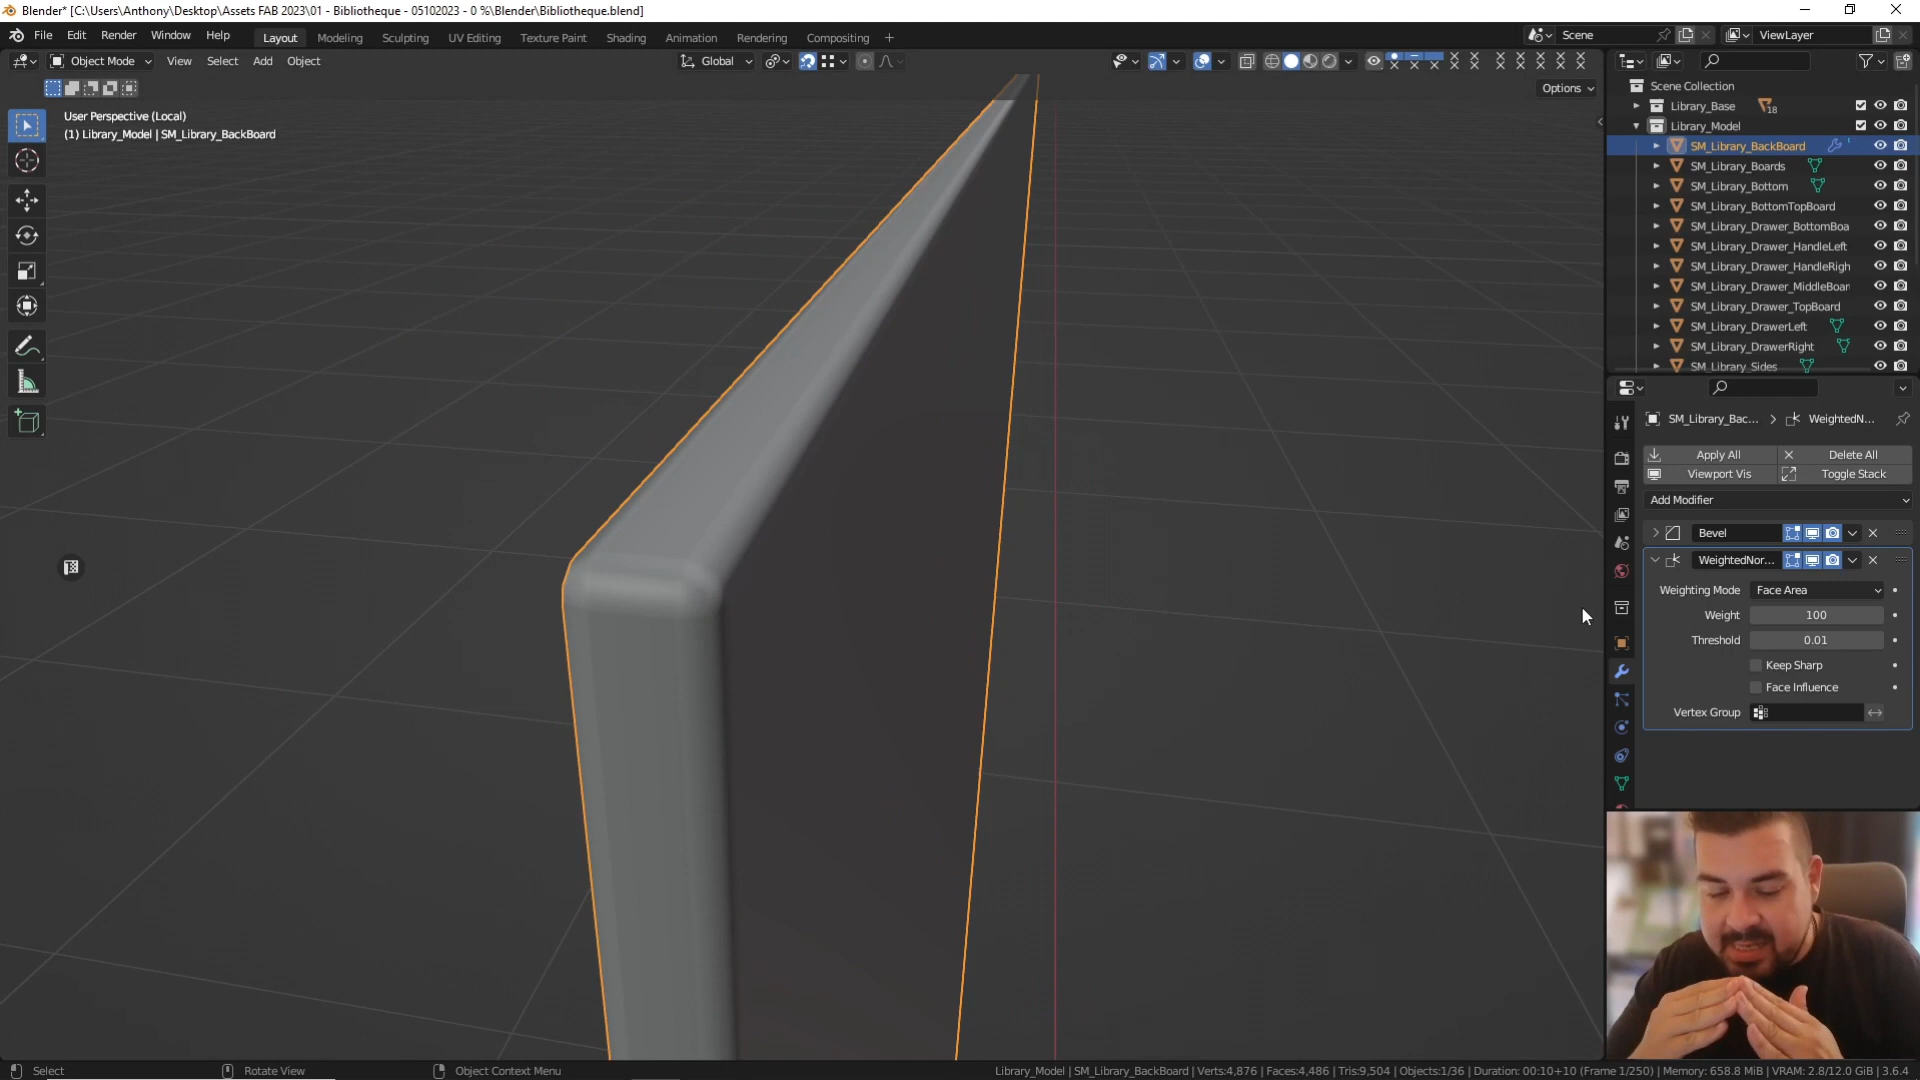 Blender* [C:\Users\Anthony\Desktop\Assets FAB 2023\01 - Bibliotheque - 05102023 - 0 %\Blender\Bibliotheque.blend]
File Edit Render Window Help Layout Modeling Sculpting UV Editing Texture Paint Shading Animation Rendering Compositing + Scene ViewLayer
Object Mode View Select Add Object Global
Options
User Perspective (Local)
(1) Library_Model | SM_Library_BackBoard
Scene Collection
Library_Base 18
Library_Model
SM_Library_BackBoard
SM_Library_Boards
SM_Library_Bottom
SM_Library_BottomTopBoard
SM_Library_Drawer_BottomBoa
SM_Library_Drawer_HandleLeft
SM_Library_Drawer_HandleRigh
SM_Library_Drawer_MiddleBoar
SM_Library_Drawer_TopBoard
SM_Library_DrawerLeft
SM_Library_DrawerRight
SM_Library_Sides
SM_Library_Bac... > WeightedN...
Apply All Delete All
Viewport Vis Toggle Stack
Add Modifier
Bevel
WeightedNor...
Weighting Mode Face Area
Weight 100
Threshold 0.01
Keep Sharp
Face Influence
Vertex Group
Select Rotate View Object Context Menu Library_Model | SM_Library_BackBoard | Verts:4,876 | Faces:4,486 | Tris:9,504 | Objects:1/36 | Duration: 00:10+10 (Frame 1/250) | Memory: 658.8 MiB | VRAM: 2.8/12.0 GiB | 3.6.4